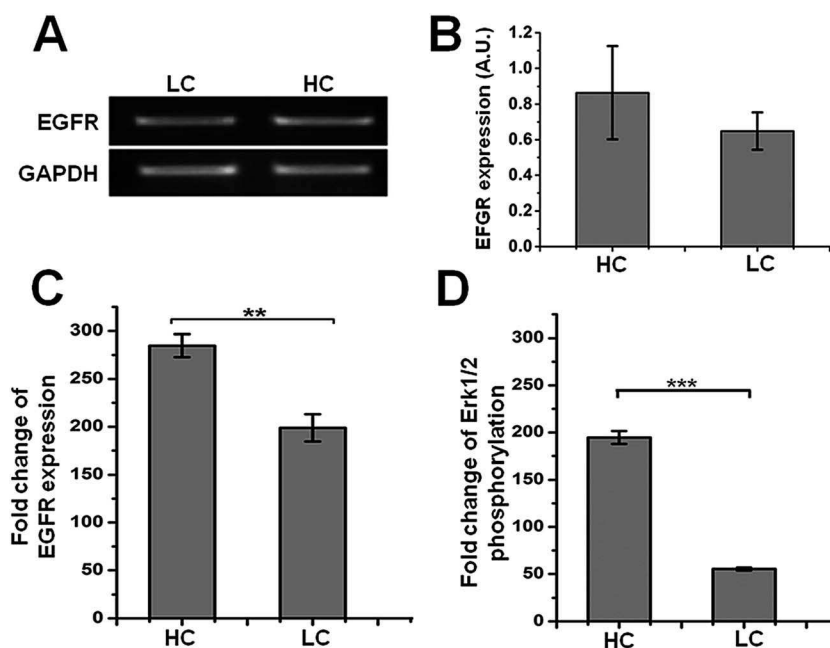 A
LC HC
EGFR
GAPDH
B
EFGR expression (A.U.)
1.2
1.0
0.8
0.6
0.4
0.2
0.0
HC LC
C
Fold change of
EGFR expression
300
250
200
150
100
50
0
**
HC LC
D
Fold change of Erk1/2
phosphorylation
300
250
200
150
100
50
0
***
HC LC